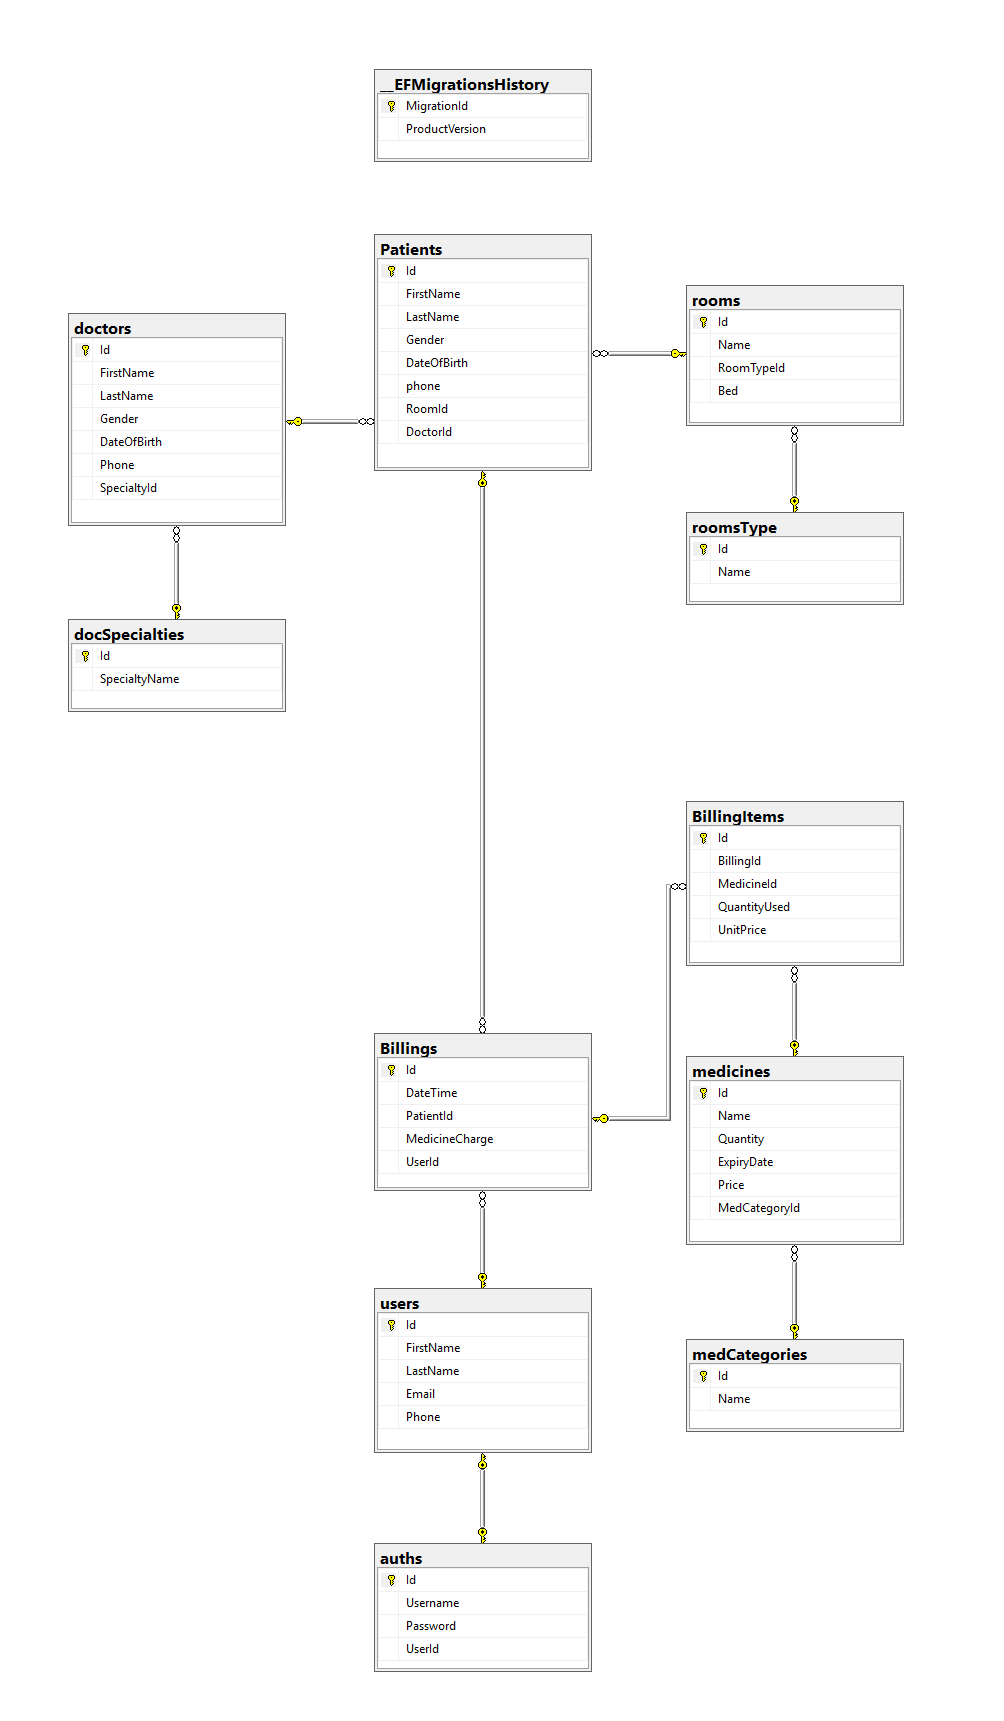 __EFMigrationsHistory
MigrationId
ProductVersion
Patients
Id
FirstName
LastName
Gender
DateOfBirth
phone
RoomId
DoctorId
rooms
Id
Name
RoomTypeId
Bed
doctors
Id
FirstName
LastName
Gender
DateOfBirth
Phone
SpecialtyId
roomsType
Id
Name
docSpecialties
Id
SpecialtyName
BillingItems
Id
BillingId
MedicineId
QuantityUsed
UnitPrice
Billings
Id
DateTime
PatientId
MedicineCharge
UserId
medicines
Id
Name
Quantity
ExpiryDate
Price
MedCategoryId
users
Id
FirstName
LastName
Email
Phone
medCategories
Id
Name
auths
Id
Username
Password
UserId